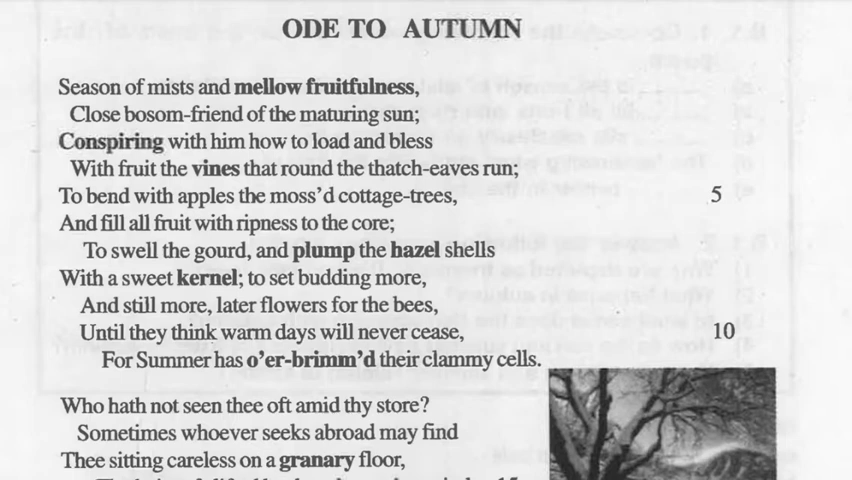 ODE TO AUTUMN
Season of mists and mellow fruitfulness,
Close bosom-friend of the maturing sun;
Conspiring with him how to load and bless
With fruit the vines that round the thatch-eaves run;
To bend with apples the moss'd cottage-trees, 5
And fill all fruit with ripness to the core;
To swell the gourd, and plump the hazel shells
With a sweet kernel; to set budding more,
And still more, later flowers for the bees,
Until they think warm days will never cease, 10
For Summer has o'er-brimm'd their clammy cells.
Who hath not seen thee oft amid thy store?
Sometimes whoever seeks abroad may find
Thee sitting careless on a granary floor,